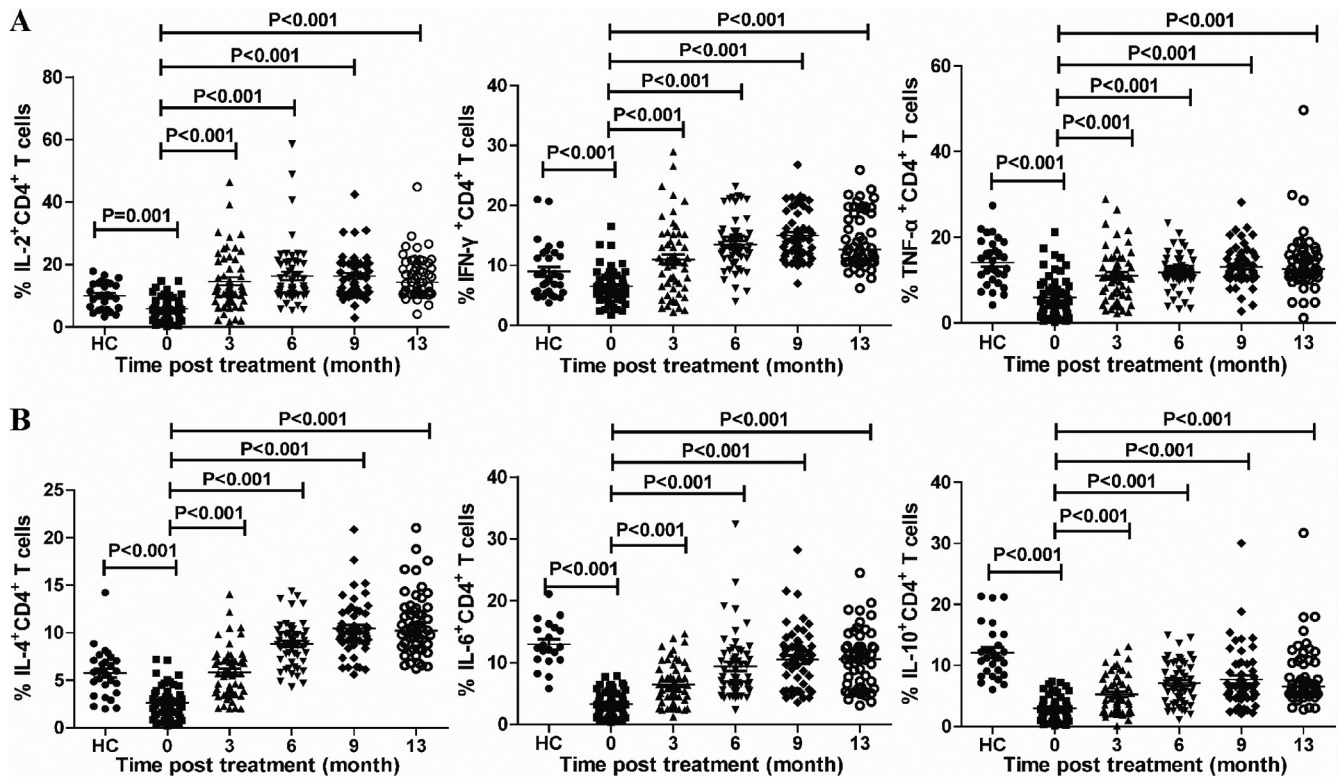 A
% IL-2+CD4+ T cells
80
60
40
20
0
P<0.001
P<0.001
P<0.001
P<0.001
P=0.001
HC 0 3 6 9 13
Time post treatment (month)
% IFN-γ +CD4+ T cells
40
30
20
10
0
P<0.001
P<0.001
P<0.001
P<0.001
P<0.001
HC 0 3 6 9 13
Time post treatment (month)
% TNF-α +CD4+ T cells
60
40
20
0
P<0.001
P<0.001
P<0.001
P<0.001
P<0.001
HC 0 3 6 9 13
Time post treatment (month)
B
% IL-4+CD4+ T cells
25
20
15
10
5
0
P<0.001
P<0.001
P<0.001
P<0.001
P<0.001
HC 0 3 6 9 13
Time post treatment (month)
% IL-6+CD4+ T cells
40
30
20
10
0
P<0.001
P<0.001
P<0.001
P<0.001
P<0.001
HC 0 3 6 9 13
Time post treatment (month)
% IL-10+CD4+ T cells
40
30
20
10
0
P<0.001
P<0.001
P<0.001
P<0.001
P<0.001
HC 0 3 6 9 13
Time post treatment (month)